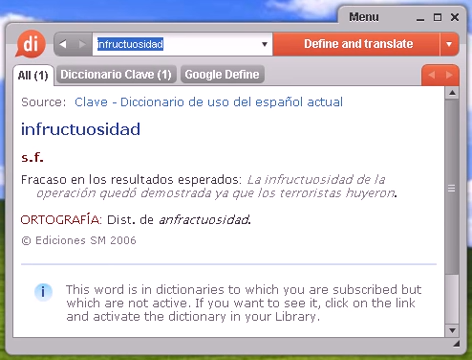 Menu
di
infructuosidad
Define and translate
All (1)
Diccionario Clave (1)
Google Define
Source: Clave - Diccionario de uso del español actual
infructuosidad
s.f.
Fracaso en los resultados esperados: La infructuosidad de la
operación quedó demostrada ya que los terroristas huyeron.
ORTOGRAFÍA: Dist. de anfractuosidad.
© Ediciones SM 2006
i
This word is in dictionaries to which you are subscribed but
which are not active. If you want to see it, click on the link
and activate the dictionary in your Library.